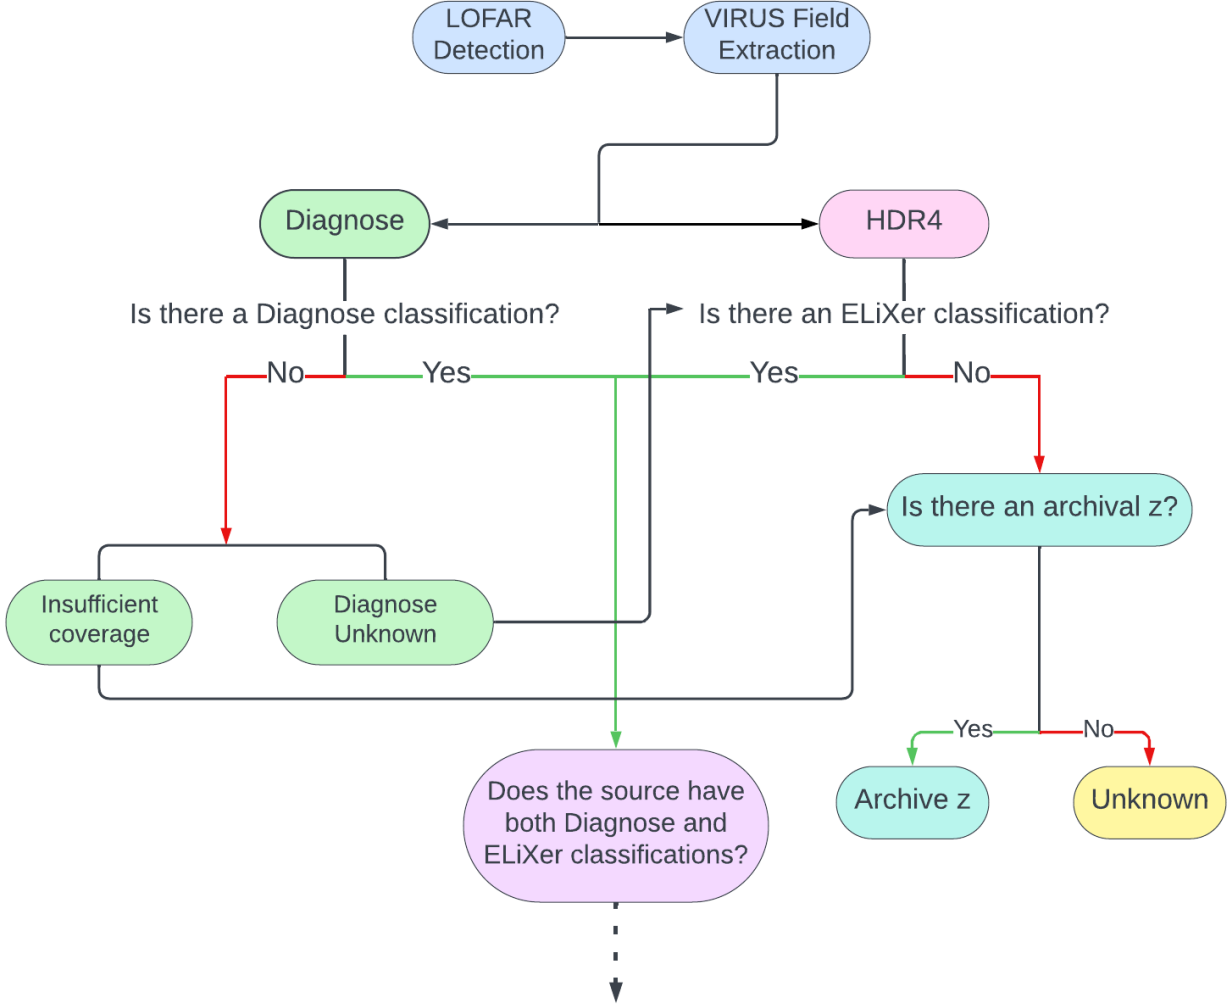 LOFAR
Detection
VIRUS Field
Extraction
Diagnose
HDR4
Is there a Diagnose classification?
Is there an ELiXer classification?
No
Yes
Yes
No
Is there an archival z?
Insufficient
coverage
Diagnose
Unknown
Yes
No
Does the source have
both Diagnose and
ELiXer classifications?
Archive z
Unknown